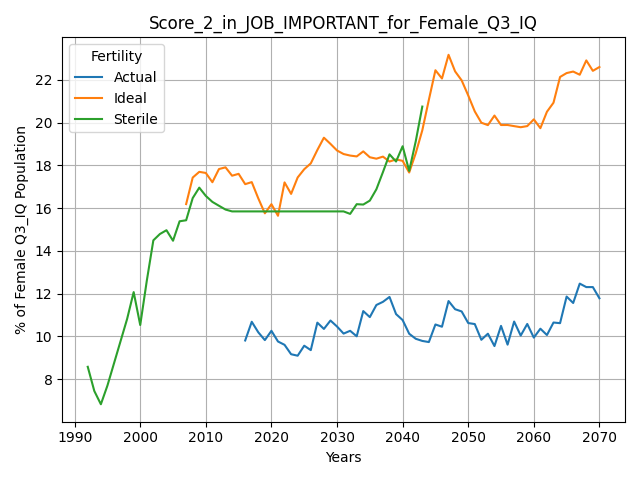 Score_2_in_JOB_IMPORTANT_for_Female_Q3_IQ
Fertility
Actual
Ideal
Sterile
% of Female Q3_IQ Population
22
20
18
16
14
12
10
8
1990 2000 2010 2020 2030 2040 2050 2060 2070
Years